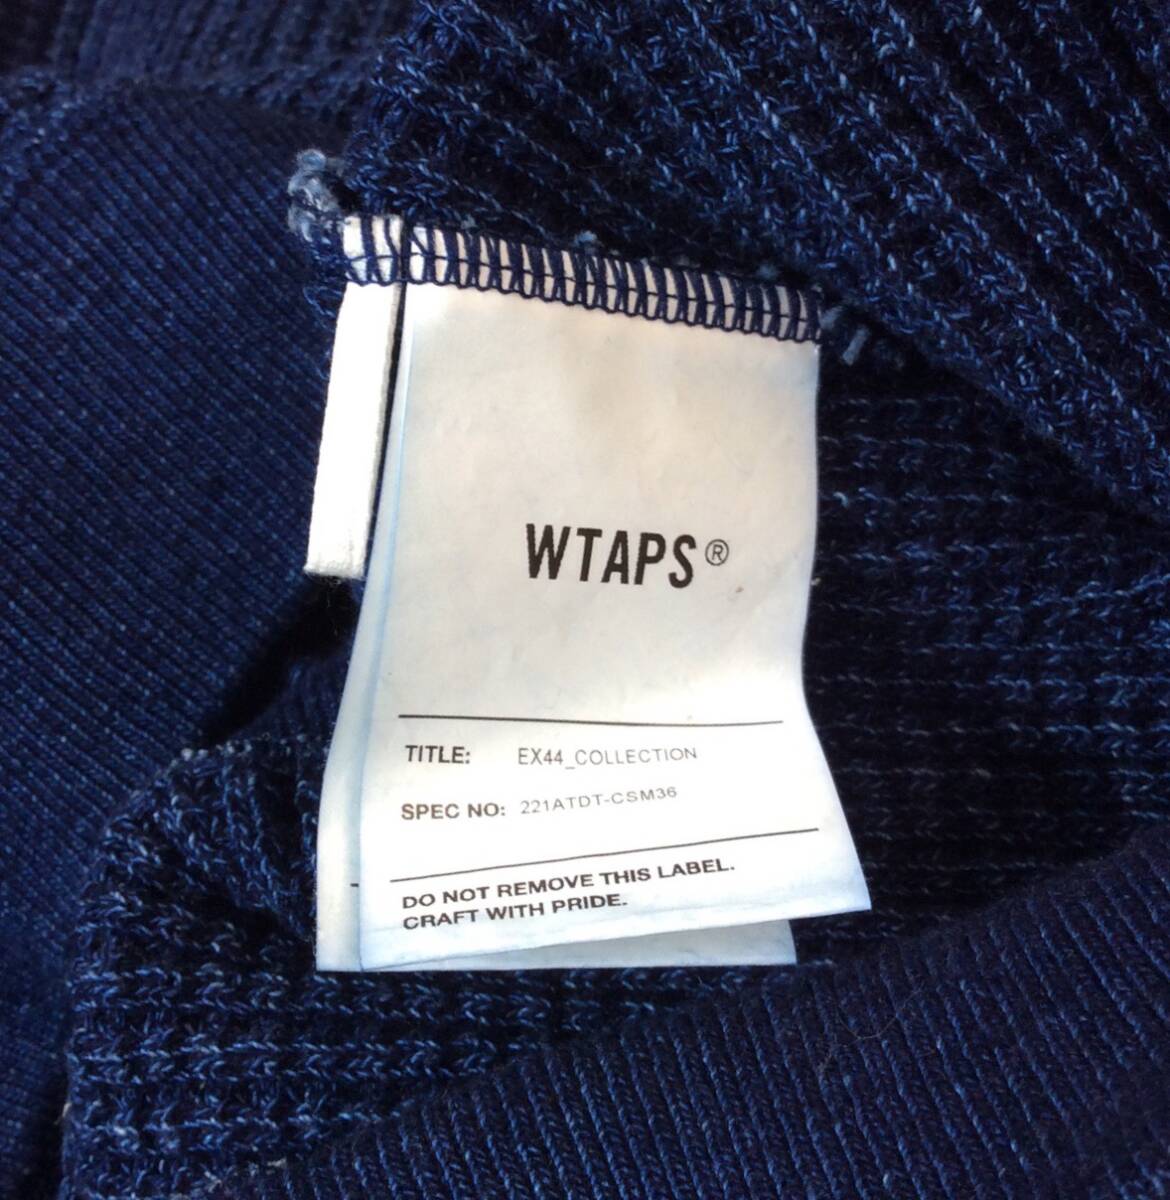 WTAPS®
TITLE: EX44_COLLECTION
SPEC NO: 221ATDT-CSM36
DO NOT REMOVE THIS LABEL.
CRAFT WITH PRIDE.